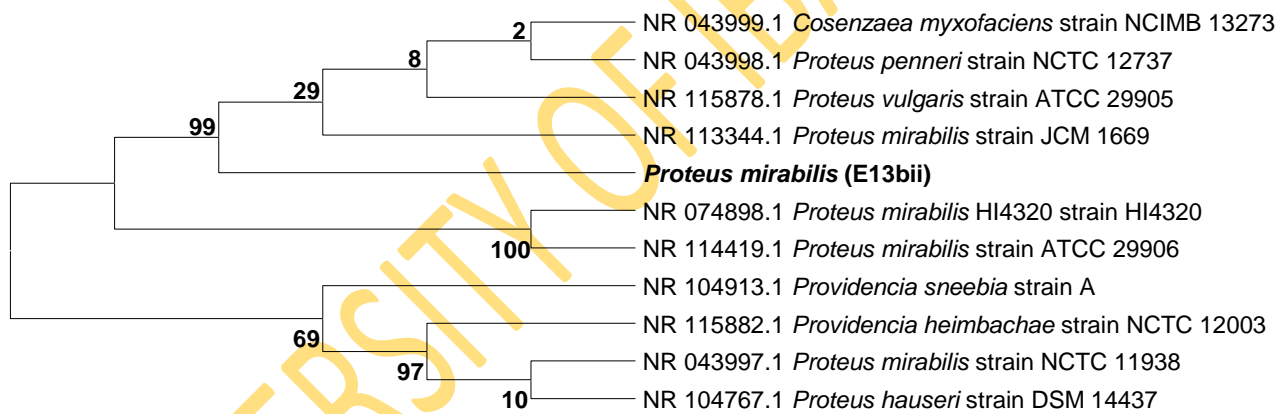 NR 043999.1 Cosenzaea myxofaciens strain NCIMB 13273
2
NR 043998.1 Proteus penneri strain NCTC 12737
8
NR 115878.1 Proteus vulgaris strain ATCC 29905
29
NR 113344.1 Proteus mirabilis strain JCM 1669
99
Proteus mirabilis (E13bii)
NR 074898.1 Proteus mirabilis HI4320 strain HI4320
100
NR 114419.1 Proteus mirabilis strain ATCC 29906
NR 104913.1 Providencia sneebia strain A
69
NR 115882.1 Providencia heimbachae strain NCTC 12003
97
NR 043997.1 Proteus mirabilis strain NCTC 11938
10
NR 104767.1 Proteus hauseri strain DSM 14437
OF